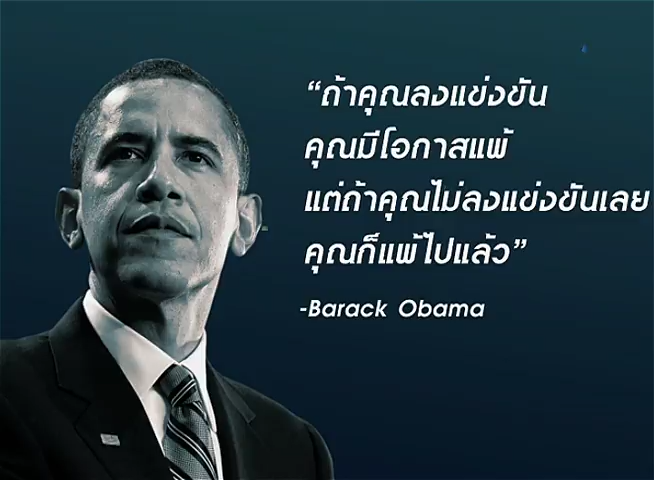 “ถ้าคุณลงแข่งขัน
คุณมีโอกาสแพ้
แต่ถ้าคุณไม่ลงแข่งขันเลย
คุณก็แพ้ไปแล้ว”
-Barack Obama